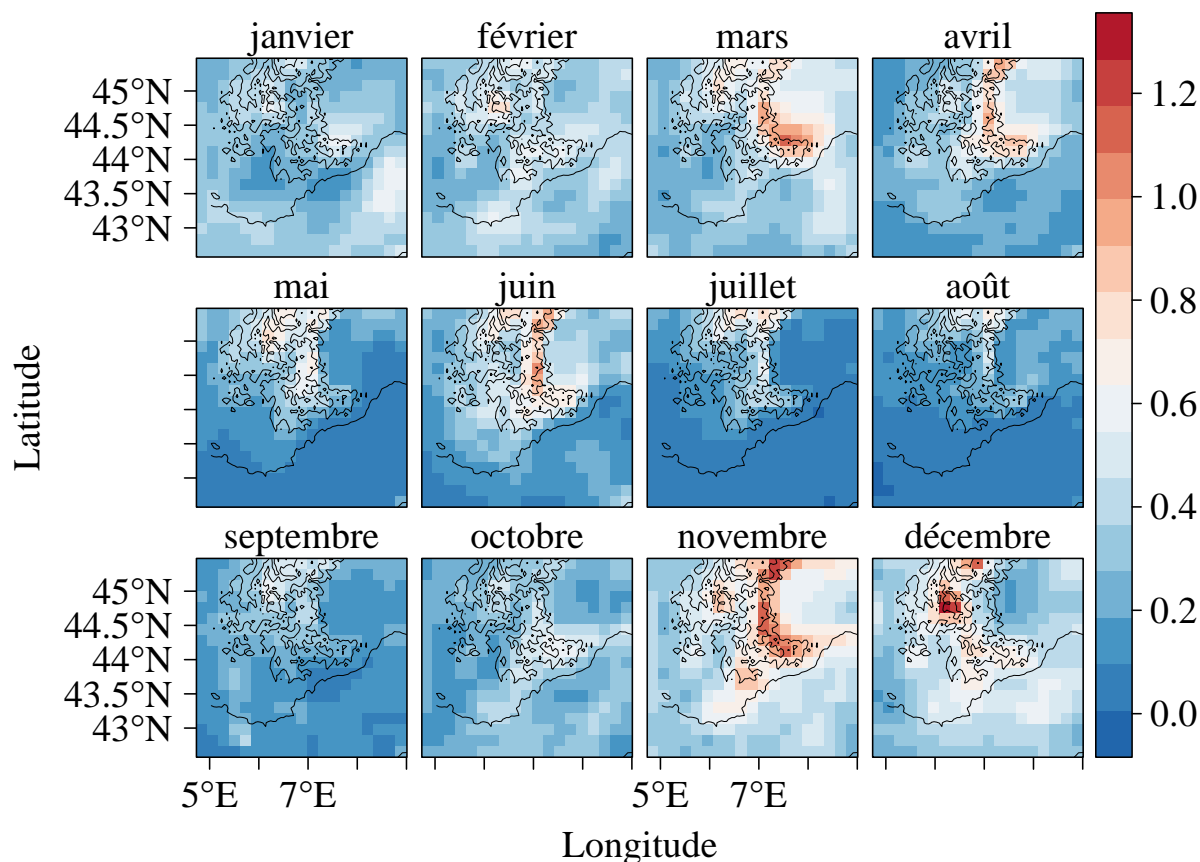 janvier février mars avril
45°N
44.5°N
44°N
43.5°N
43°N
mai juin juillet août
septembre octobre novembre décembre
45°N
44.5°N
44°N
43.5°N
43°N
5°E 7°E 5°E 7°E
Longitude
Latitude
1.2
1.0
0.8
0.6
0.4
0.2
0.0